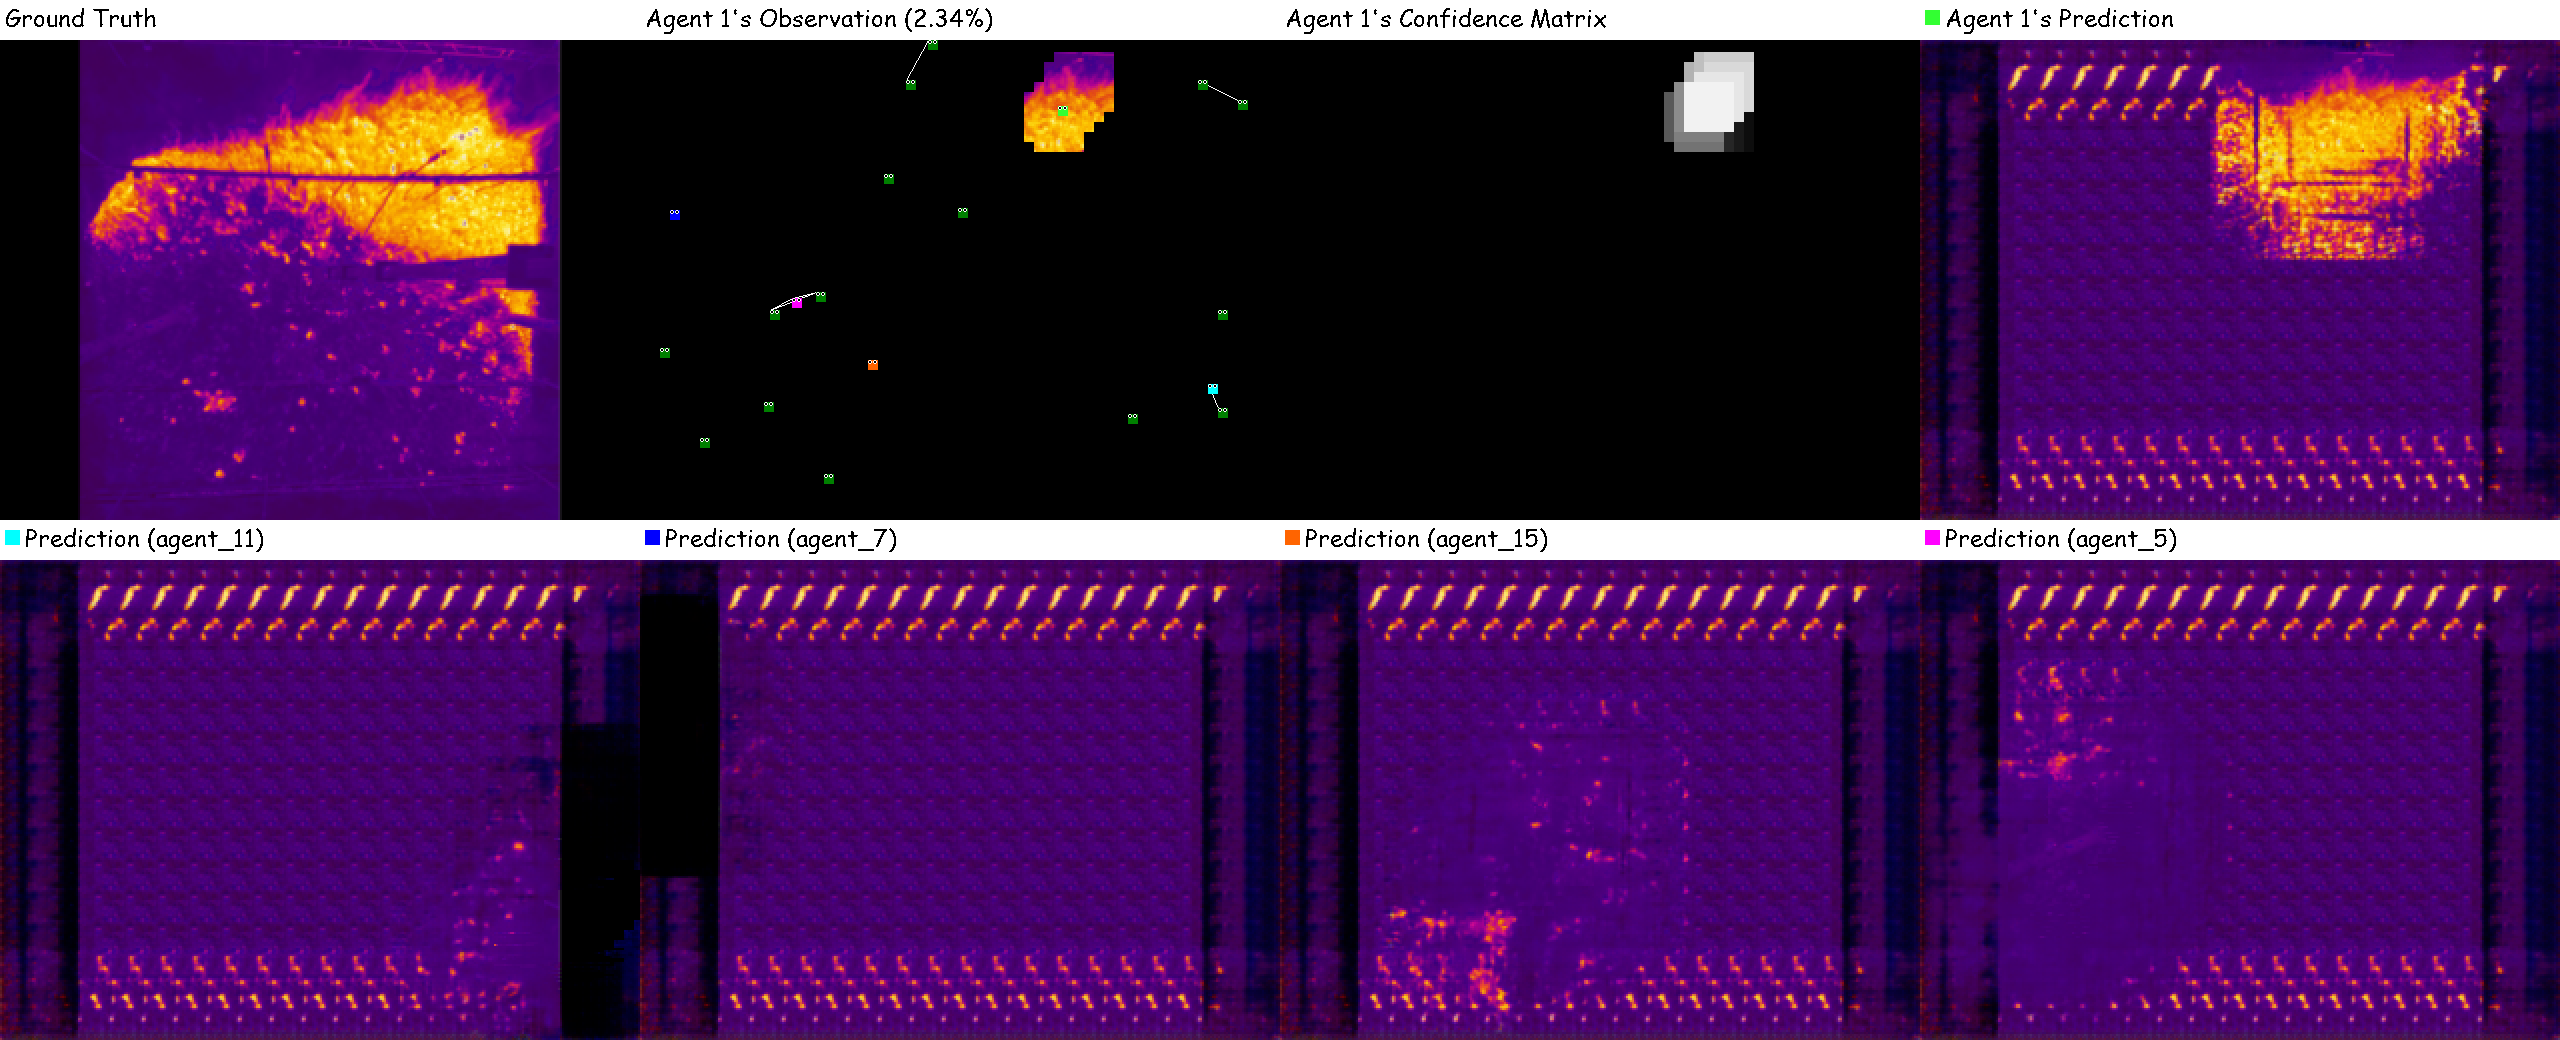 Ground Truth
Agent 1's Observation (2.34%)
Agent 1's Confidence Matrix
Agent 1's Prediction
Prediction (agent_11)
Prediction (agent_7)
Prediction (agent_15)
Prediction (agent_5)